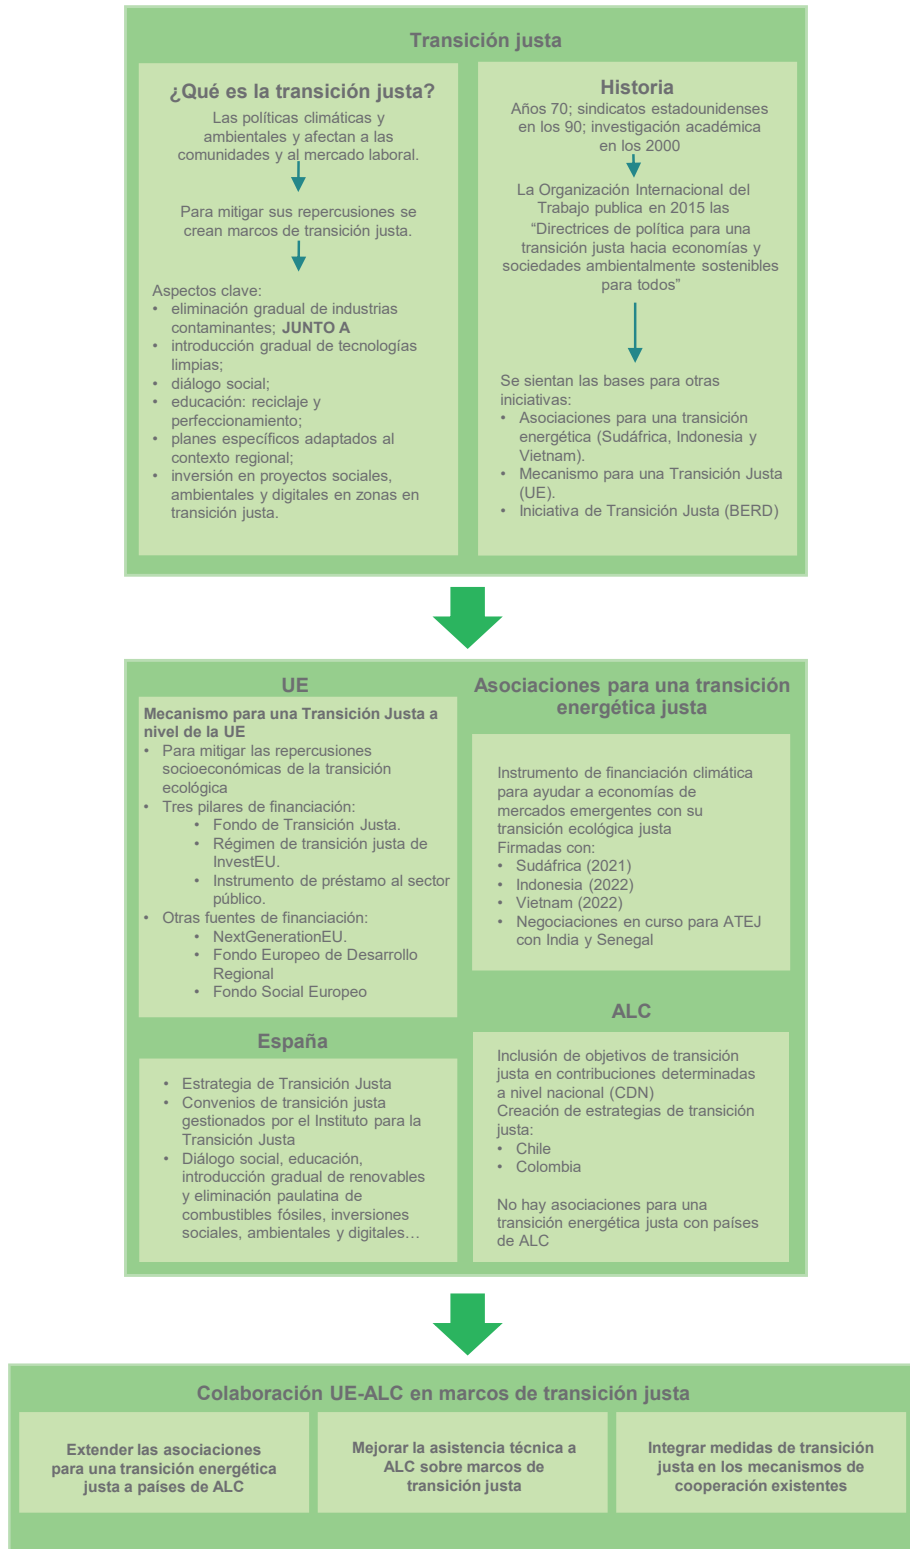 Transición justa
¿Qué es la transición justa?
Las políticas climáticas y
ambientales y afectan a las
comunidades y al mercado laboral.
Para mitigar sus repercusiones se
crean marcos de transición justa.
Aspectos clave:
• eliminación gradual de industrias
contaminantes; JUNTO A
• introducción gradual de tecnologías
limpias;
• diálogo social;
• educación: reciclaje y
perfeccionamiento;
• planes específicos adaptados al
contexto regional;
• inversión en proyectos sociales,
ambientales y digitales en zonas en
transición justa.
Historia
Años 70; sindicatos estadounidenses
en los 90; investigación académica
en los 2000
La Organización Internacional del
Trabajo publica en 2015 las
“Directrices de política para una
transición justa hacia economías y
sociedades ambientalmente sostenibles
para todos”
Se sientan las bases para otras
iniciativas:
• Asociaciones para una transición
energética (Sudáfrica, Indonesia y
Vietnam).
• Mecanismo para una Transición Justa
(UE).
• Iniciativa de Transición Justa (BERD)
UE
Mecanismo para una Transición Justa a
nivel de la UE
• Para mitigar las repercusiones
socioeconómicas de la transición
ecológica
• Tres pilares de financiación:
• Fondo de Transición Justa.
• Régimen de transición justa de
InvestEU.
• Instrumento de préstamo al sector
público.
• Otras fuentes de financiación:
• NextGenerationEU.
• Fondo Europeo de Desarrollo
Regional
• Fondo Social Europeo
Asociaciones para una transición
energética justa
Instrumento de financiación climática
para ayudar a economías de
mercados emergentes con su
transición ecológica justa
Firmadas con:
• Sudáfrica (2021)
• Indonesia (2022)
• Vietnam (2022)
• Negociaciones en curso para ATEJ
con India y Senegal
España
• Estrategia de Transición Justa
• Convenios de transición justa
gestionados por el Instituto para la
Transición Justa
• Diálogo social, educación,
introducción gradual de renovables
y eliminación paulatina de
combustibles fósiles, inversiones
sociales, ambientales y digitales…
ALC
Inclusión de objetivos de transición
justa en contribuciones determinadas
a nivel nacional (CDN)
Creación de estrategias de transición
justa:
• Chile
• Colombia
No hay asociaciones para una
transición energética justa con países
de ALC
Colaboración UE-ALC en marcos de transición justa
Extender las asociaciones
para una transición energética
justa a países de ALC
Mejorar la asistencia técnica a
ALC sobre marcos de
transición justa
Integrar medidas de transición
justa en los mecanismos de
cooperación existentes